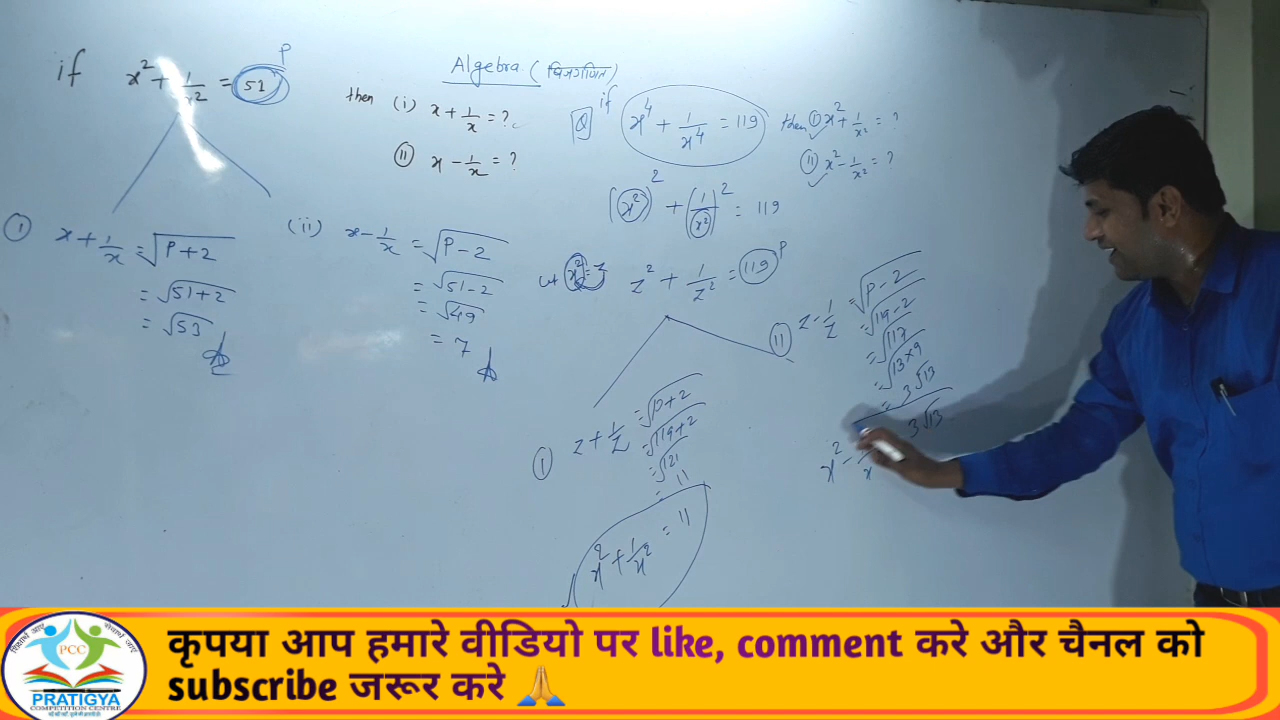 Algebra (बिजगणित)
if x² + 1/x² = 51 P
then (i) x + 1/x = ?
(ii) x - 1/x = ?
(i) x + 1/x = √P+2
= √51+2
= √53
(ii) x - 1/x = √P-2
= √51-2
= √49
= 7
Q if x⁴ + 1/x⁴ = 119 then (i) x² + 1/x² = ?
(ii) x² - 1/x² = ?
(x²)² + (1/x²)² = 119
let x² = z z² + 1/z² = 119 P
(i) z + 1/z = √P+2
= √119+2
= √121
= 11
x² + 1/x² = 11
(ii) z - 1/z = √P-2
= √119-2
= √117
= √13×9
= 3√13
x² - 1/x 3√13
PCC
PRATIGYA
COMPETITION CENTRE
कृपया आप हमारे वीडियो पर like, comment करे और चैनल को
subscribe जरूर करे 🙏